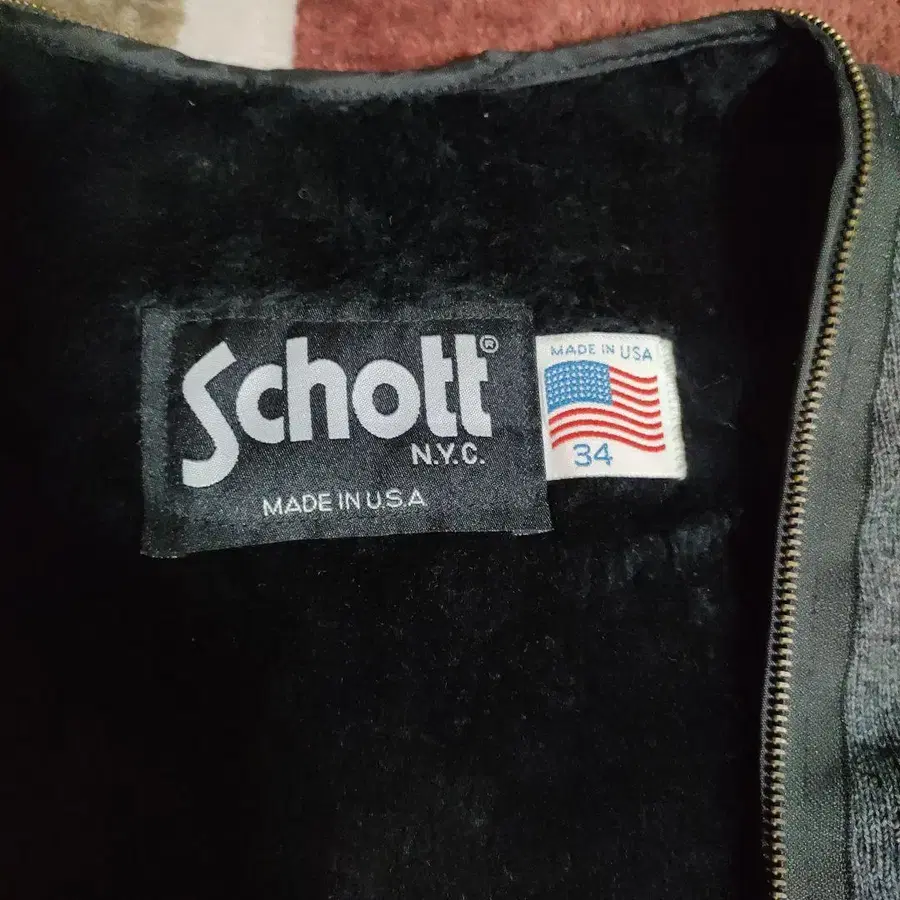 Schott®
N.Y.C.
MADE IN U.S.A
MADE IN USA
34